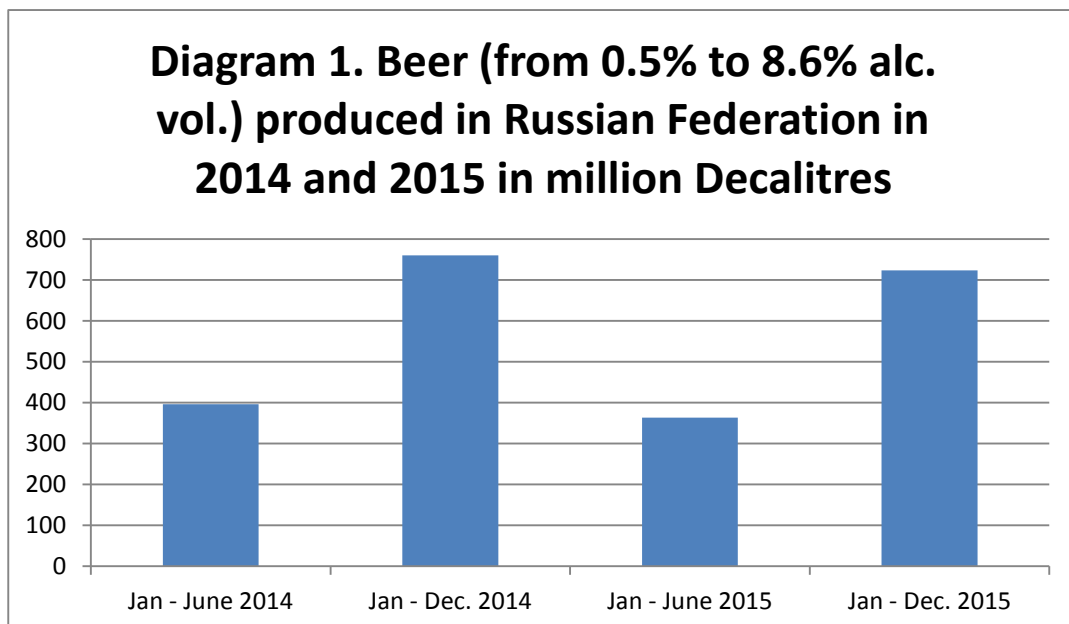 Diagram 1. Beer (from 0.5% to 8.6% alc.
vol.) produced in Russian Federation in
2014 and 2015 in million Decalitres
800
700
600
500
400
300
200
100
0
Jan - June 2014
Jan - Dec. 2014
Jan - June 2015
Jan - Dec. 2015